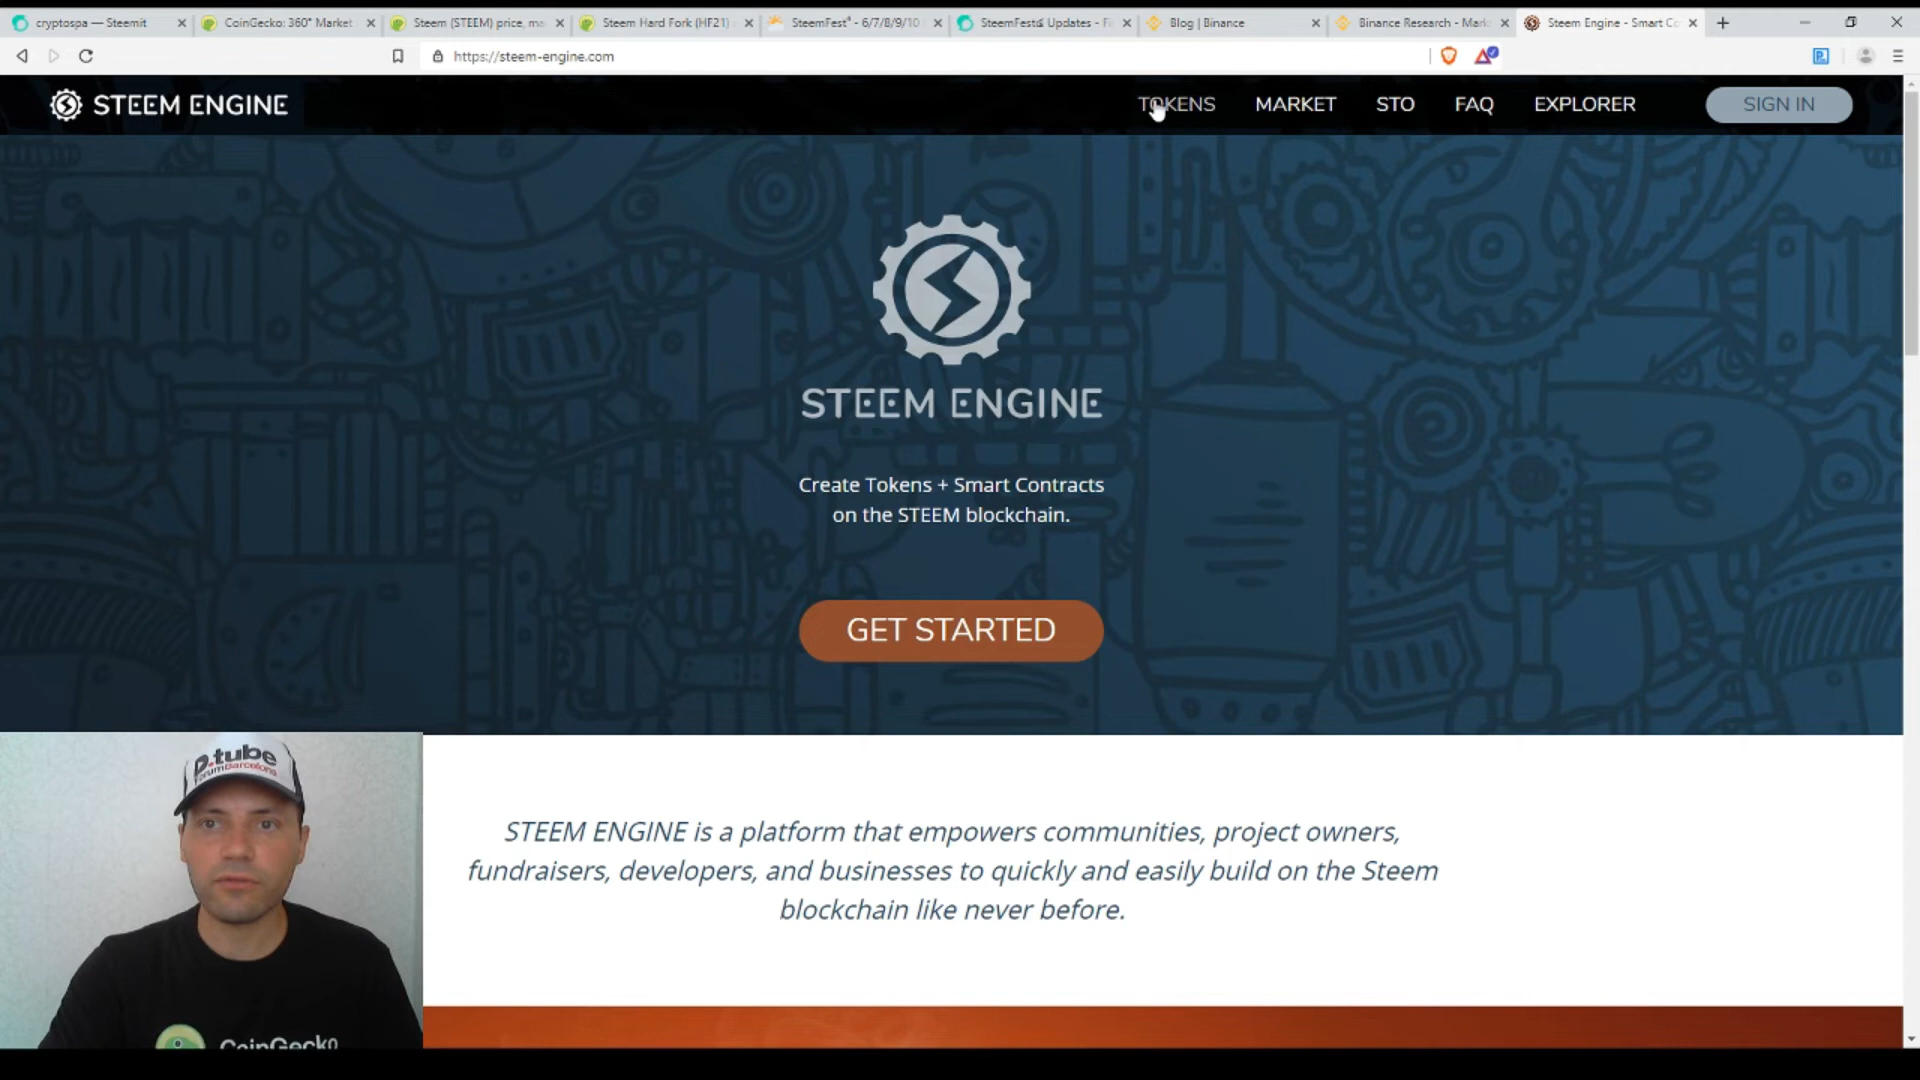 cryptospa — Steemit
CoinGecko: 360° Market
Steem (STEEM) price, ma
Steem Hard Fork (HF21)
SteemFest⁴ - 6/7/8/9/10
Updates - Fi
Blog | Binance
Binance Research - Mark
Steem Engine - Smart Co
https://steem-engine.com
STEEM ENGINE
TOKENS
MARKET
STO
FAQ
EXPLORER
SIGN IN
STEEM ENGINE
Create Tokens + Smart Contracts
on the STEEM blockchain.
GET STARTED
D.tube
ForumBarcelona
STEEM ENGINE is a platform that empowers communities, project owners,
fundraisers, developers, and businesses to quickly and easily build on the Steem
blockchain like never before.
CoinGecko